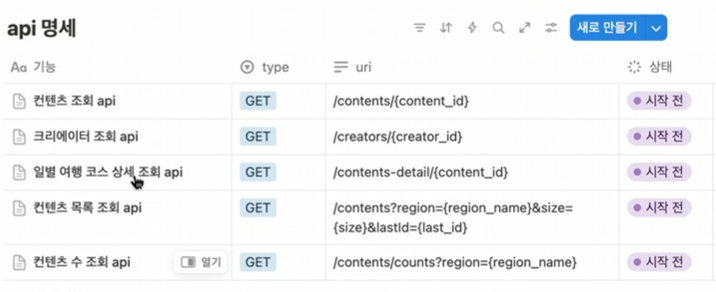 api 명세
새로 만들기
Aa 기능 type uri 상태
컨텐츠 조회 api GET /contents/{content_id} 시작 전
크리에이터 조회 api GET /creators/{creator_id} 시작 전
일별 여행 코스 상세 조회 api GET /contents-detail/{content_id} 시작 전
컨텐츠 목록 조회 api GET /contents?region={region_name}&size= 시작 전
{size}&lastId={last_id}
컨텐츠 수 조회 api 열기 GET /contents/counts?region={region_name} 시작 전